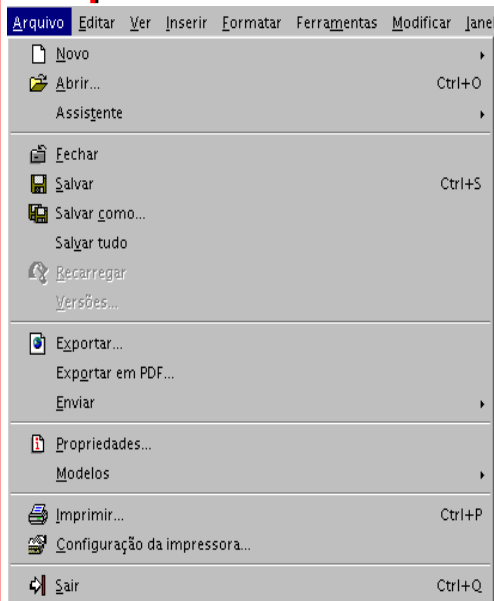 Arquivo Editar Ver Inserir Formatar Ferramentas Modificar Jane
Novo
Abrir... Ctrl+O
Assistente
Fechar
Salvar Ctrl+S
Salvar como...
Salvar tudo
Recarregar
Versões...
Exportar...
Exportar em PDF...
Enviar
Propriedades...
Modelos
Imprimir... Ctrl+P
Configuração da impressora...
Sair Ctrl+Q